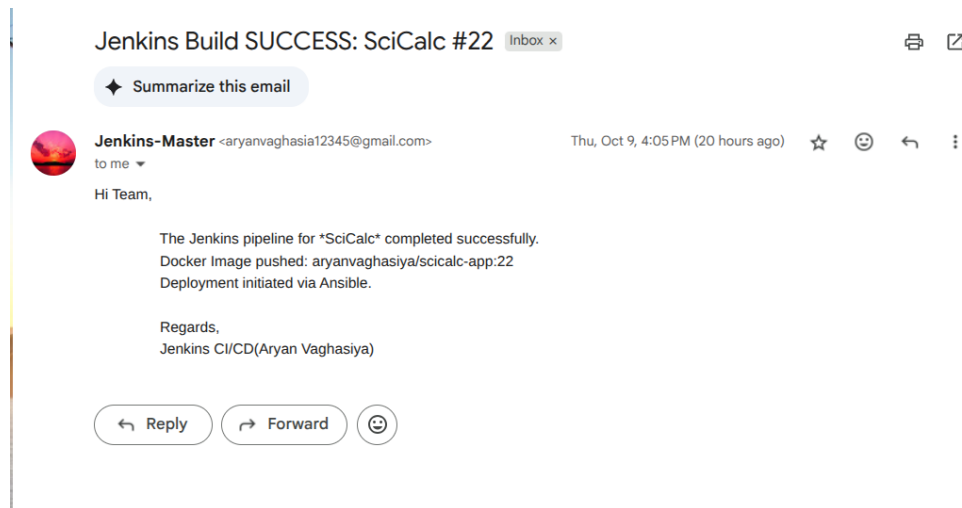 Jenkins Build SUCCESS: SciCalc #22 Inbox ×
Summarize this email
Jenkins-Master <aryanvaghasia12345@gmail.com> Thu, Oct 9, 4:05 PM (20 hours ago)
to me
Hi Team,
The Jenkins pipeline for *SciCalc* completed successfully.
Docker Image pushed: aryanvaghasiya/scicalc-app:22
Deployment initiated via Ansible.
Regards,
Jenkins CI/CD(Aryan Vaghasiya)
Reply Forward